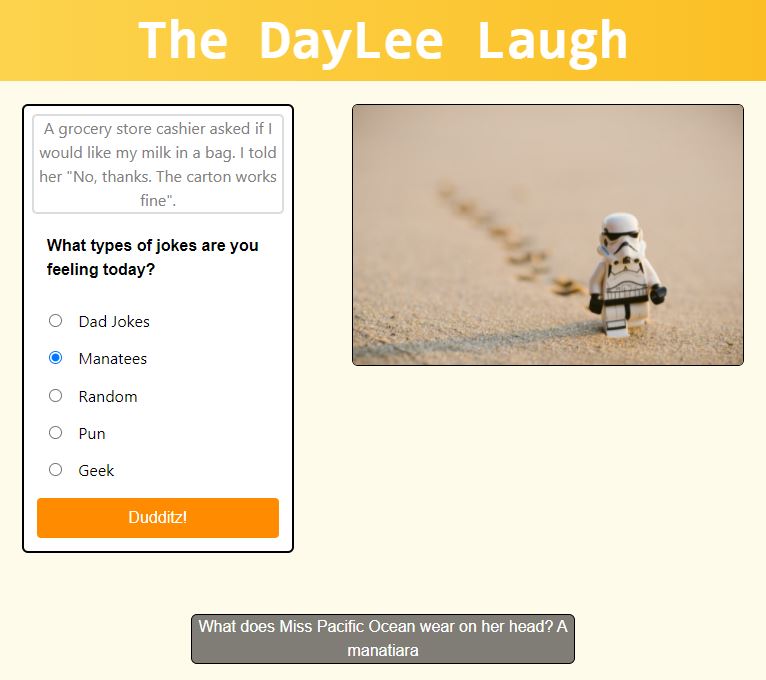 The DayLee Laugh
A grocery store cashier asked if I
would like my milk in a bag. I told
her "No, thanks. The carton works
fine".
What types of jokes are you
feeling today?
Dad Jokes
Manatees
Random
Pun
Geek
Dudditz!
What does Miss Pacific Ocean wear on her head? A
manatiara